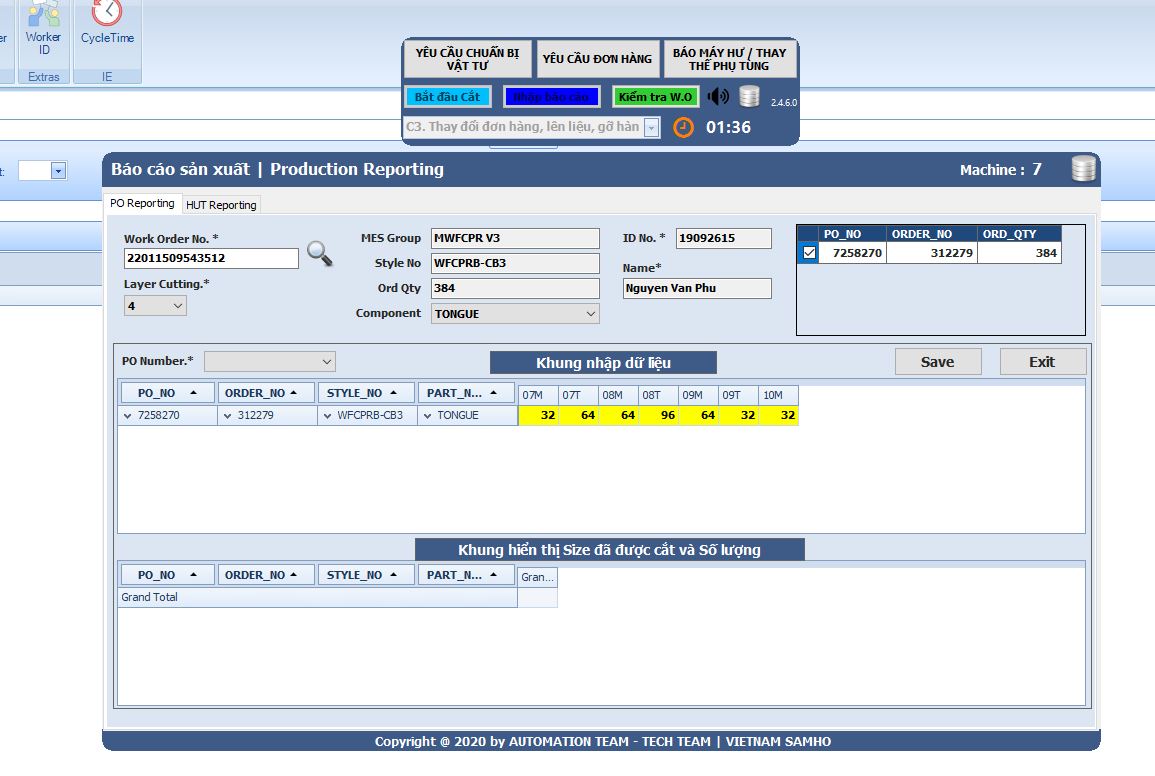 er
Worker
ID
CycleTime
Extras
IE
YÊU CẦU CHUẨN BỊ
VẬT TƯ
YÊU CẦU ĐƠN HÀNG
BÁO MÁY HƯ / THAY
THẾ PHỤ TÙNG
Bắt đầu Cắt
Nhập báo cáo
Kiểm tra W.O
2.4.6.0
C3. Thay đổi đơn hàng, lên liệu, gỡ hàn
01:36
t:
Báo cáo sản xuất | Production Reporting
Machine : 7
PO Reporting
HUT Reporting
Work Order No. *
22011509543512
Layer Cutting.*
4
MES Group
MWFCPR V3
Style No
WFCPRB-CB3
Ord Qty
384
Component
TONGUE
ID No. *
19092615
Name*
Nguyen Van Phu
PO_NO ORDER_NO ORD_QTY
7258270 312279 384
PO Number.*
Khung nhập dữ liệu
Save
Exit
PO_NO ORDER_NO STYLE_NO PART_N... 07M 07T 08M 08T 09M 09T 10M
7258270 312279 WFCPRB-CB3 TONGUE 32 64 64 96 64 32 32
Khung hiển thị Size đã được cắt và Số lượng
PO_NO ORDER_NO STYLE_NO PART_N... Gran...
Grand Total
Copyright @ 2020 by AUTOMATION TEAM - TECH TEAM | VIETNAM SAMHO